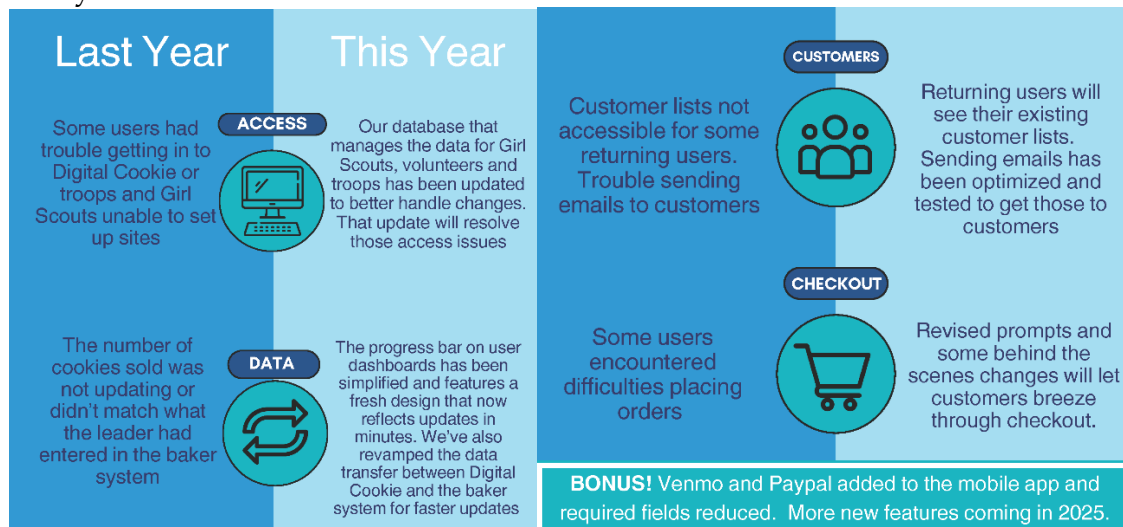 Last Year
This Year
ACCESS
Some users had
trouble getting in to
Digital Cookie or
troops and Girl
Scouts unable to set
up sites
Our database that
manages the data for Girl
Scouts, volunteers and
troops has been updated
to better handle changes.
That update will resolve
those access issues
DATA
The number of
cookies sold was
not updating or
didn't match what
the leader had
entered in the baker
system
The progress bar on user
dashboards has been
simplified and features a
fresh design that now
reflects updates in
minutes. We've also
revamped the data
transfer between Digital
Cookie and the baker
system for faster updates
CUSTOMERS
Customer lists not
accessible for some
returning users.
Trouble sending
emails to customers
Returning users will
see their existing
customer lists.
Sending emails has
been optimized and
tested to get those to
customers
CHECKOUT
Some users
encountered
difficulties placing
orders
Revised prompts and
some behind the
scenes changes will let
customers breeze
through checkout.
BONUS! Venmo and Paypal added to the mobile app and
required fields reduced. More new features coming in 2025.